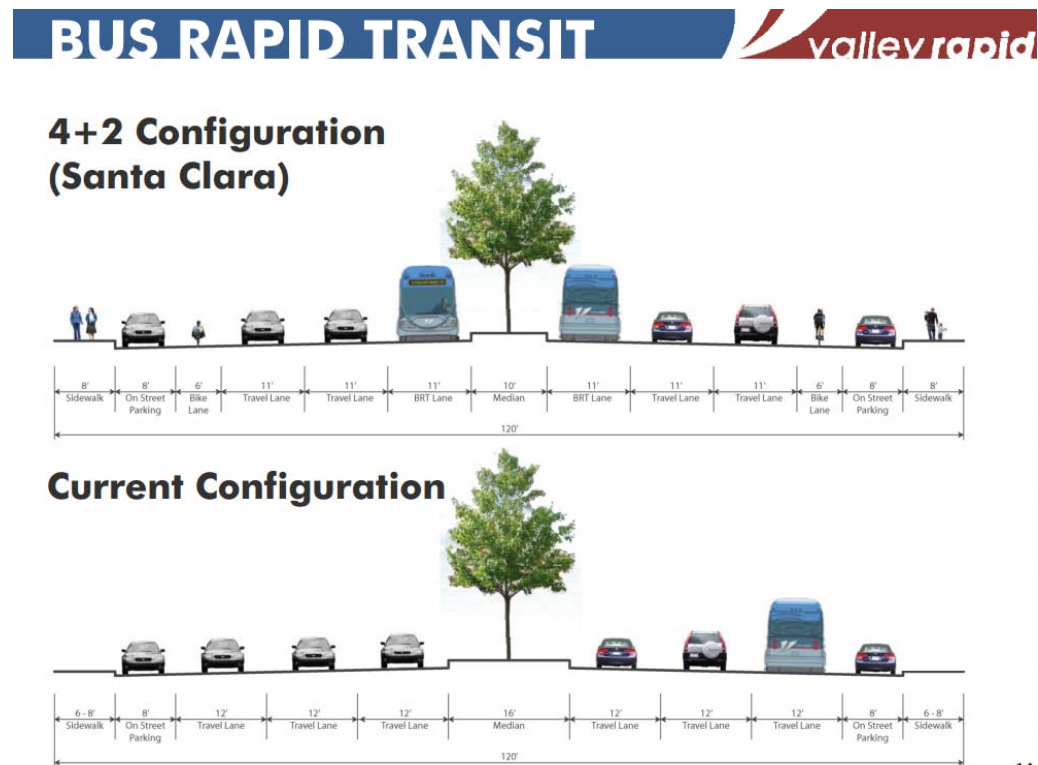 BUS RAPID TRANSIT
valley rapid
4+2 Configuration
(Santa Clara)
8' 8' 6' 11' 11' 11' 10' 11' 11' 11' 6' 8' 8'
Sidewalk On Street Bike Travel Lane Travel Lane BRT Lane Median BRT Lane Travel Lane Travel Lane Bike On Street Sidewalk
Parking Lane Lane Parking
120'
Current Configuration
6 - 8' 8' 12' 12' 12' 16' 12' 12' 12' 8' 6 - 8'
Sidewalk On Street Travel Lane Travel Lane Travel Lane Median Travel Lane Travel Lane Travel Lane On Street Sidewalk
Parking Parking
120'